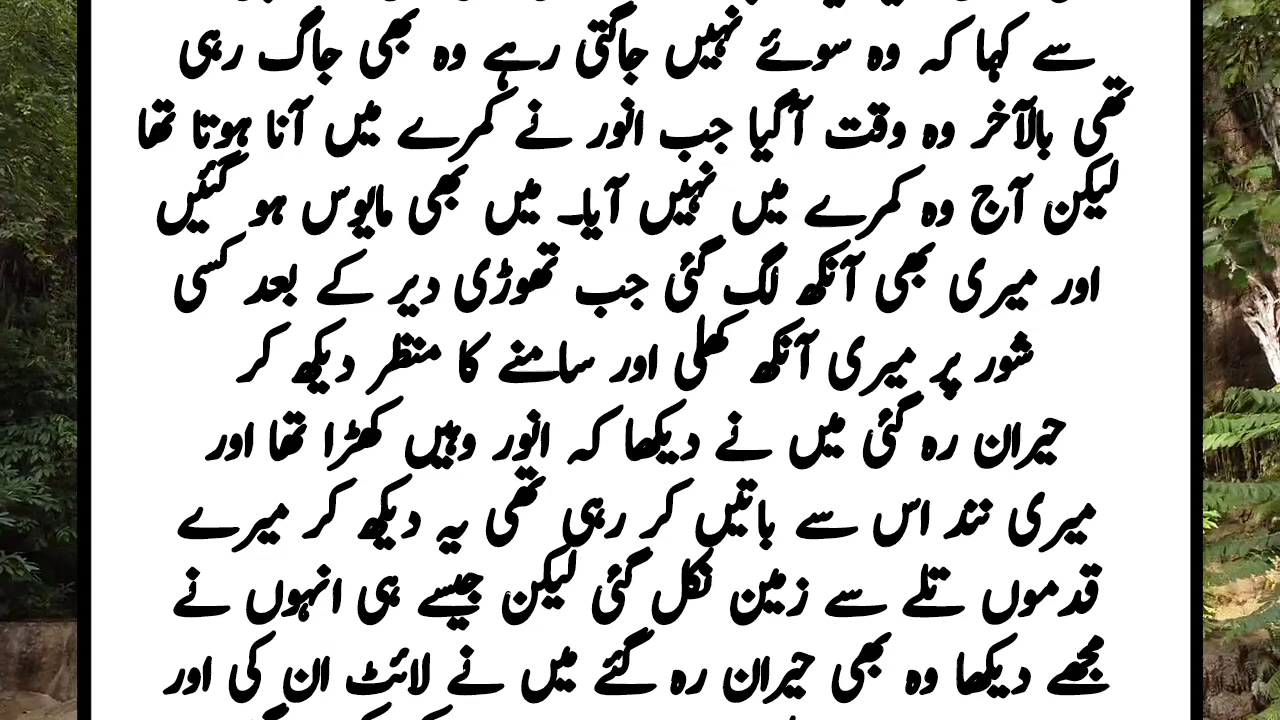 سے کہا کہ وہ سوئے نہیں جاگتی رہے وہ بھی جاگ رہی
تھی بالآخر وہ وقت آگیا جب انور نے کمرے میں آنا ہوتا تھا
لیکن آج وہ کمرے میں نہیں آیا۔ میں بھی مایوس ہو گئیں
اور میری بھی آنکھ لگ گئی جب تھوڑی دیر کے بعد کسی
شور پر میری آنکھ کھلی اور سامنے کا منظر دیکھ کر
حیران رہ گئی میں نے دیکھا کہ انور وہیں کھڑا تھا اور
میری نند اس سے باتیں کر رہی تھی یہ دیکھ کر میرے
قدموں تلے سے زمین نکل گئی لیکن جیسے ہی انہوں نے
مجھے دیکھا وہ بھی حیران رہ گئے میں نے لائٹ ان کی اور